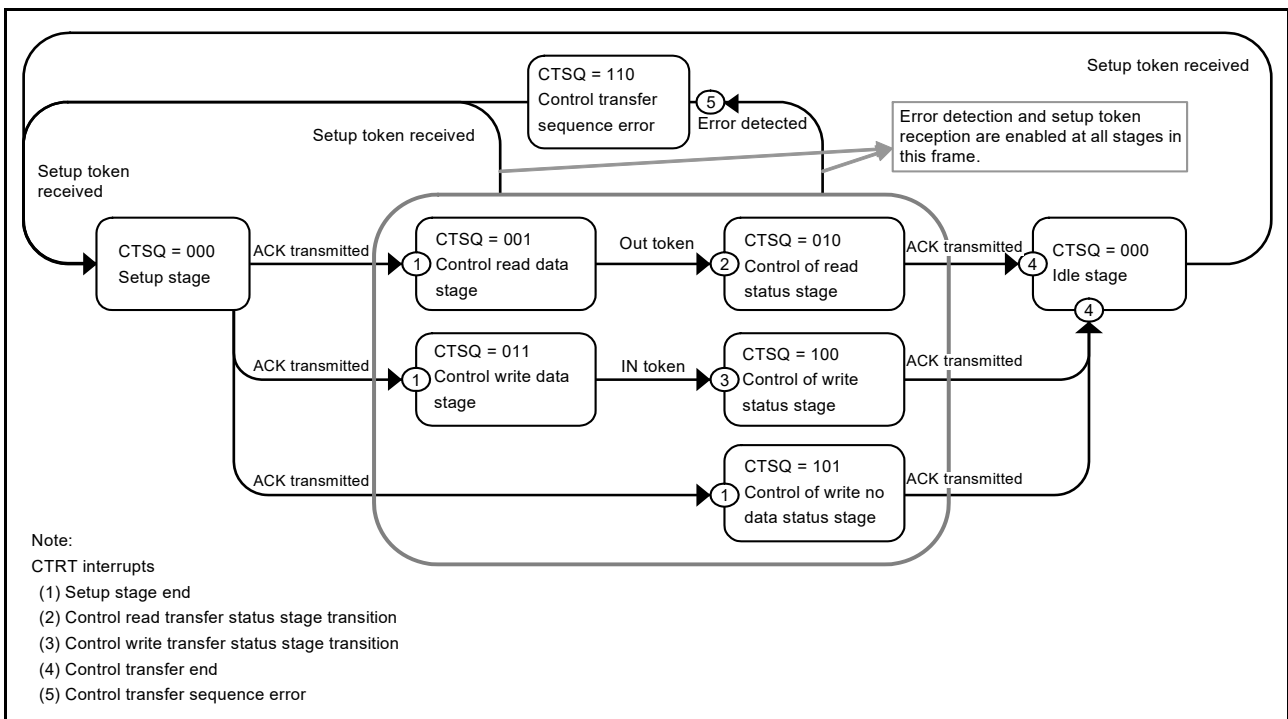 CTSQ = 110
Control transfer
sequence error
5
Error detected
Setup token received
Setup token received
Setup token
received
Error detection and setup token
reception are enabled at all stages in
this frame.
CTSQ = 000
Setup stage
ACK transmitted
1
CTSQ = 001
Control read data
stage
Out token
2
CTSQ = 010
Control of read
status stage
ACK transmitted
4
CTSQ = 000
Idle stage
4
ACK transmitted
1
CTSQ = 011
Control write data
stage
IN token
3
CTSQ = 100
Control of write
status stage
ACK transmitted
ACK transmitted
1
CTSQ = 101
Control of write no
data status stage
ACK transmitted
Note:
CTRT interrupts
(1) Setup stage end
(2) Control read transfer status stage transition
(3) Control write transfer status stage transition
(4) Control transfer end
(5) Control transfer sequence error